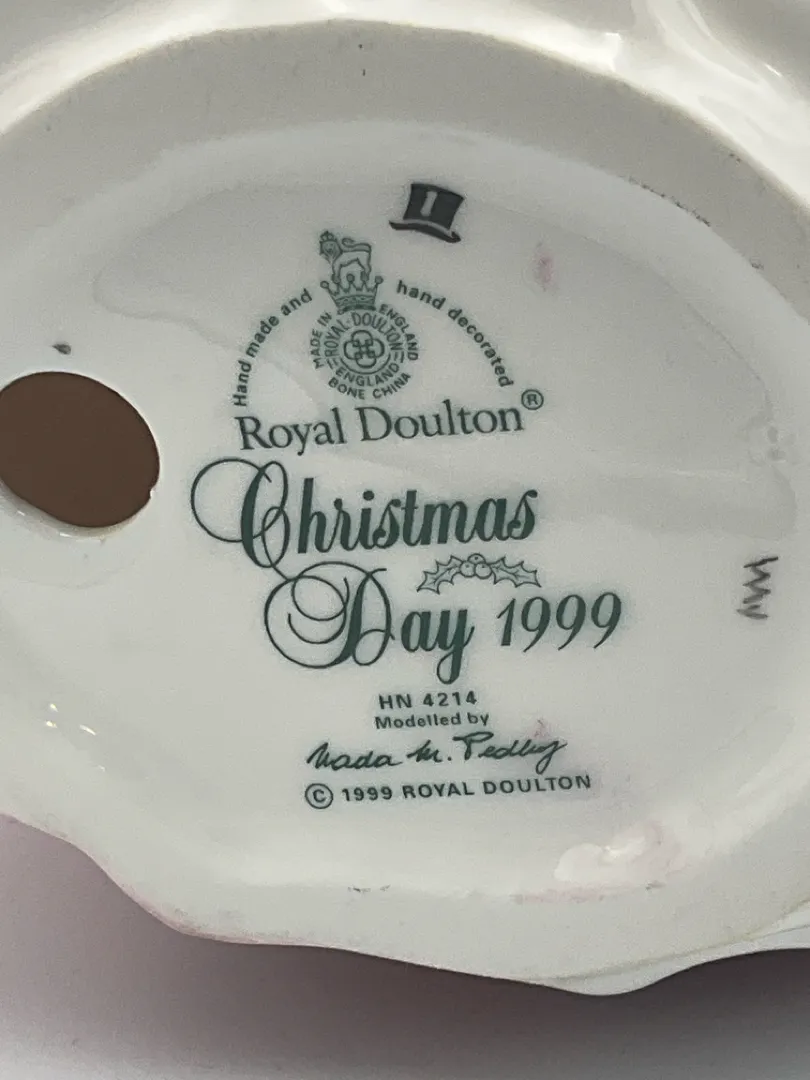 1
Hand made and hand decorated
MADE IN ENGLAND
ROYAL·DOULTON
ENGLAND
BONE CHINA
Royal Doulton®
Christmas
Day 1999
HN 4214
Modelled by
Nada M. Pedley
© 1999 ROYAL DOULTON